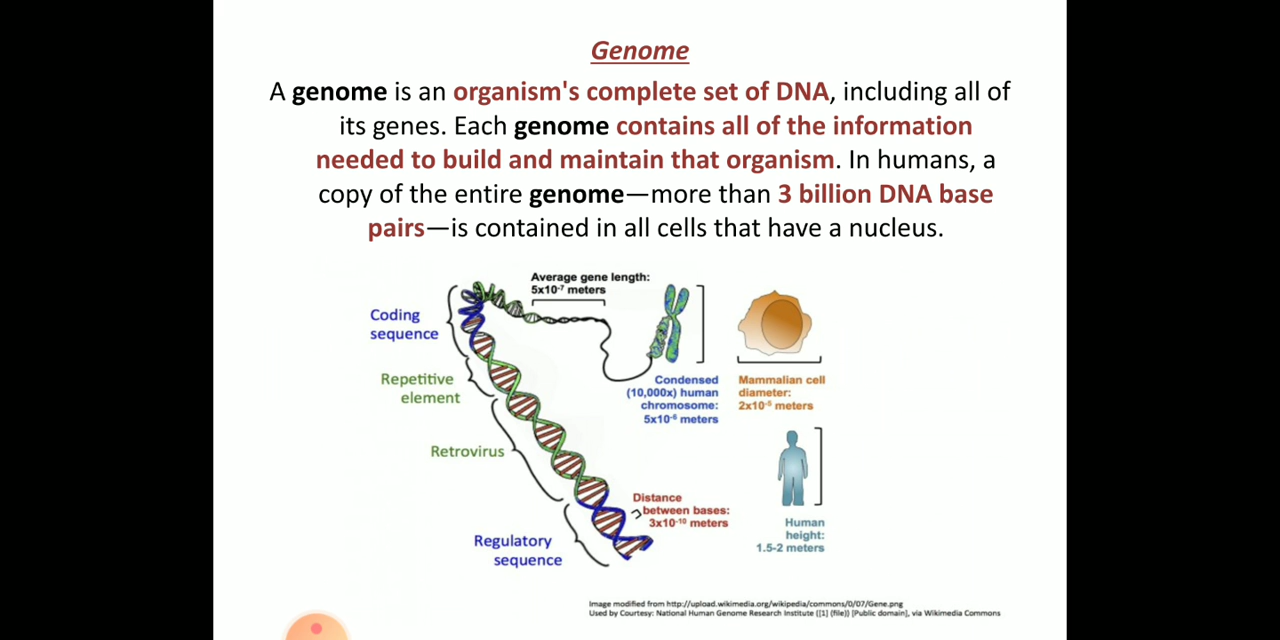 Genome
A genome is an organism's complete set of DNA, including all of
its genes. Each genome contains all of the information
needed to build and maintain that organism. In humans, a
copy of the entire genome—more than 3 billion DNA base
pairs—is contained in all cells that have a nucleus.
Average gene length:
5x10⁻⁷ meters
Coding
sequence
Repetitive
element
Retrovirus
Regulatory
sequence
Condensed
(10,000x) human
chromosome:
5x10⁻⁶ meters
Mammalian cell
diameter:
2x10⁻⁵ meters
Distance
between bases:
3x10⁻¹⁰ meters
Human
height:
1.5-2 meters
Image modified from http://upload.wikimedia.org/wikipedia/commons/0/07/Gene.png
Used by Courtesy: National Human Genome Research Institute ([1] (file)) [Public domain], via Wikimedia Commons